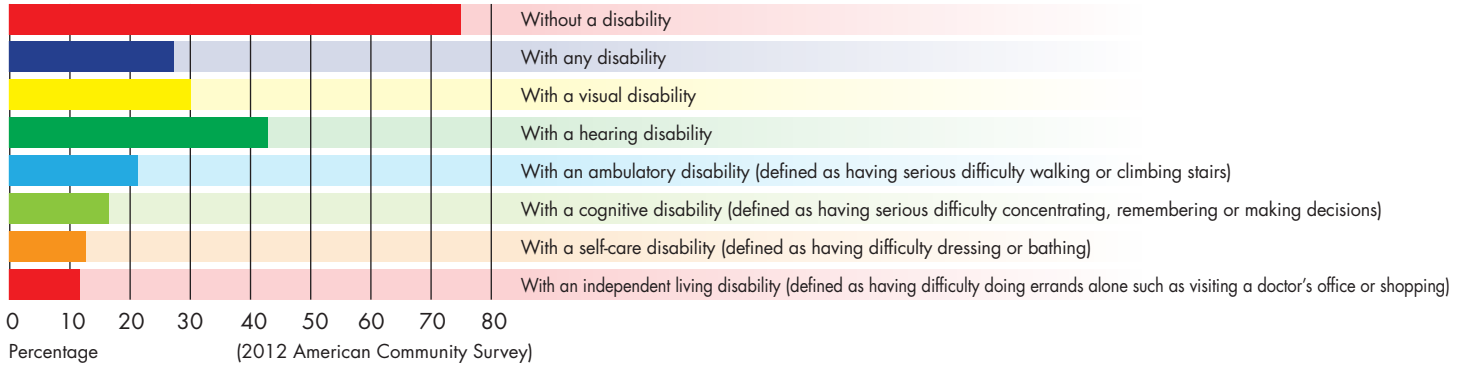 Without a disability
With any disability
With a visual disability
With a hearing disability
With an ambulatory disability (defined as having serious difficulty walking or climbing stairs)
With a cognitive disability (defined as having serious difficulty concentrating, remembering or making decisions)
With a self-care disability (defined as having difficulty dressing or bathing)
With an independent living disability (defined as having difficulty doing errands alone such as visiting a doctor’s office or shopping)
0 10 20 30 40 50 60 70 80
Percentage (2012 American Community Survey)